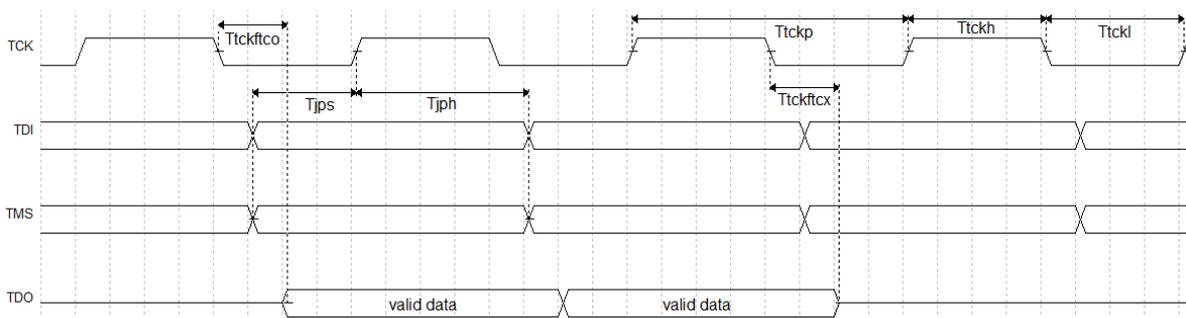 TCK
Ttckftco
Ttckp
Ttckh
Ttckl
Tjps
Tjph
Ttckftcx
TDI
TMS
TDO
valid data
valid data